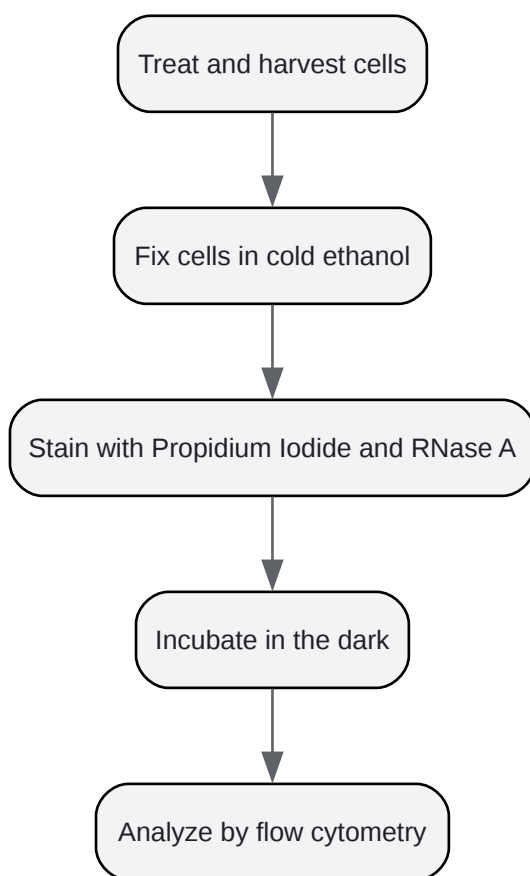 Treat and harvest cells
Fix cells in cold ethanol
Stain with Propidium Iodide and RNase A
Incubate in the dark
Analyze by flow cytometry